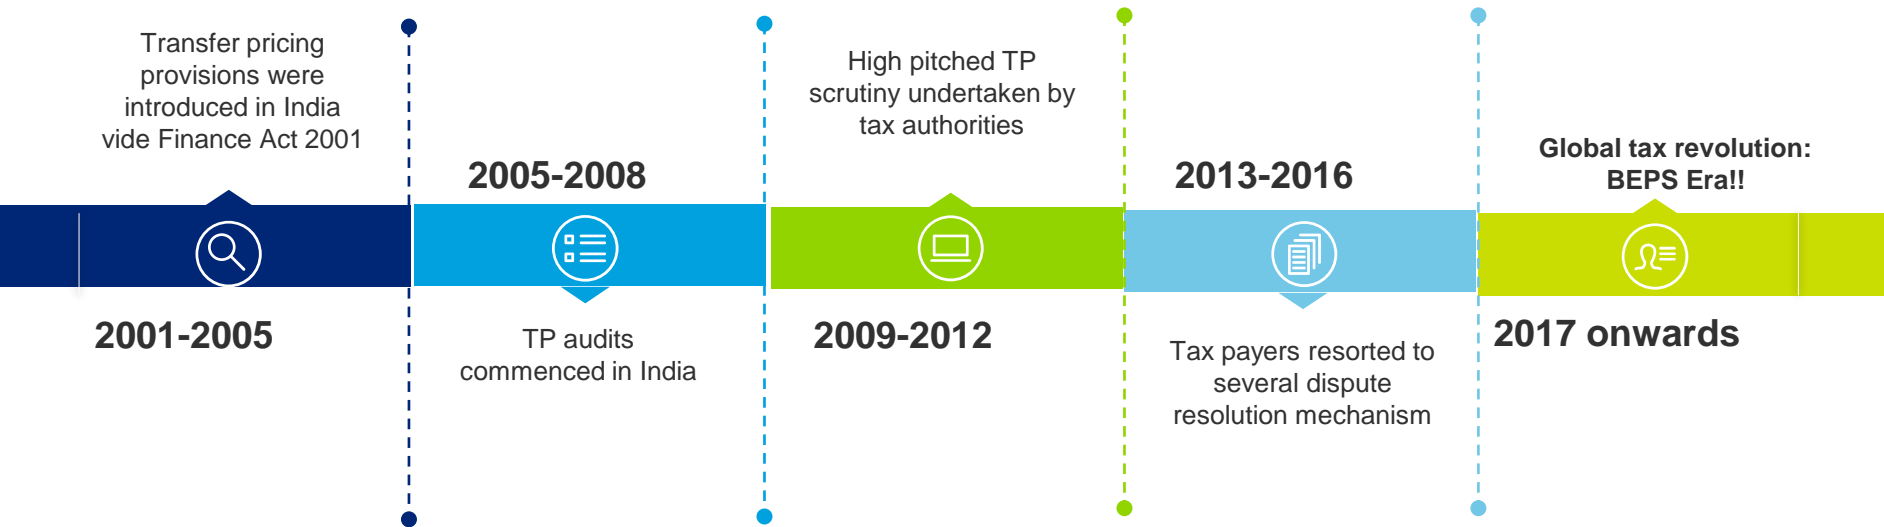 Transfer pricing
provisions were
introduced in India
vide Finance Act 2001
2001-2005
2005-2008
TP audits
commenced in India
High pitched TP
scrutiny undertaken by
tax authorities
2009-2012
2013-2016
Tax payers resorted to
several dispute
resolution mechanism
Global tax revolution:
BEPS Era!!
2017 onwards